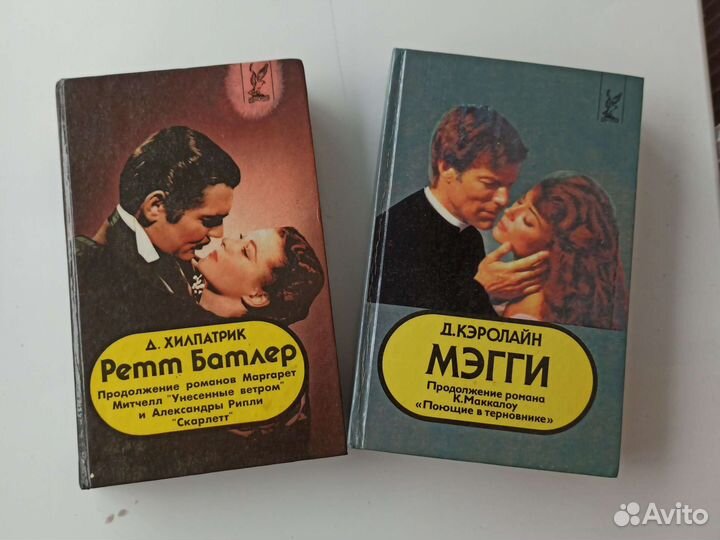 Д. ХИЛПАТРИК
Ретт Батлер
Продолжение романов Маргарет
Митчелл "Унесенные ветром"
и Александры Рипли
"Скарлетт"
Д.КЭРОЛАЙН
МЭГГИ
Продолжение романа
К.Маккалоу
«Поющие в терновнике»
Avito